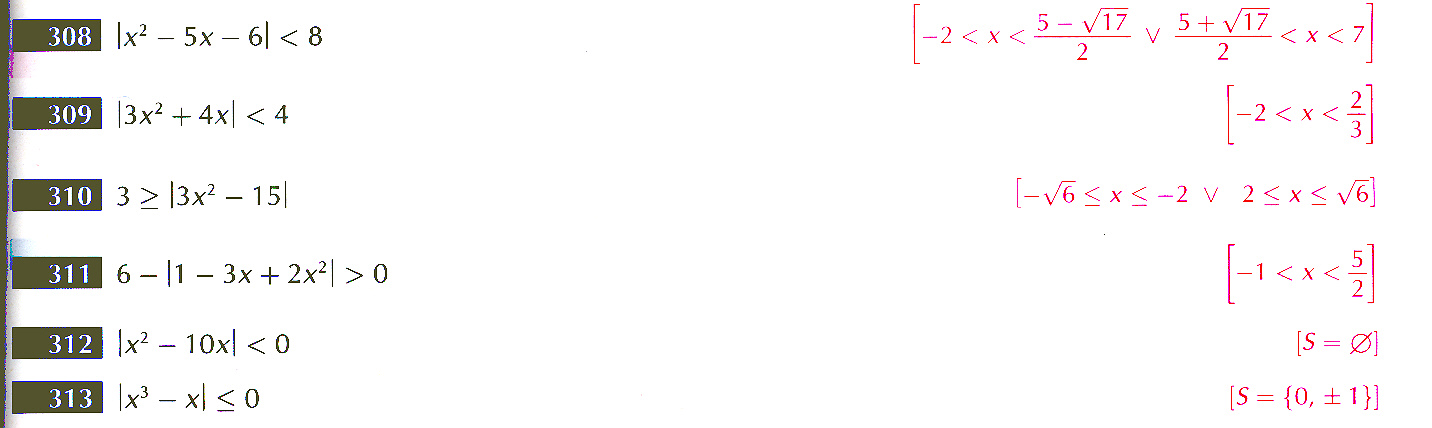 308 |x² − 5x − 6| < 8 [−2 < x < (5 − √17)/2 ∨ (5 + √17)/2 < x < 7]
309 |3x² + 4x| < 4 [−2 < x < 2/3]
310 3 ≥ |3x² − 15| [−√6 ≤ x ≤ −2 ∨ 2 ≤ x ≤ √6]
311 6 − |1 − 3x + 2x²| > 0 [−1 < x < 5/2]
312 |x² − 10x| < 0 [S = ∅]
313 |x³ − x| ≤ 0 [S = {0, ± 1}]